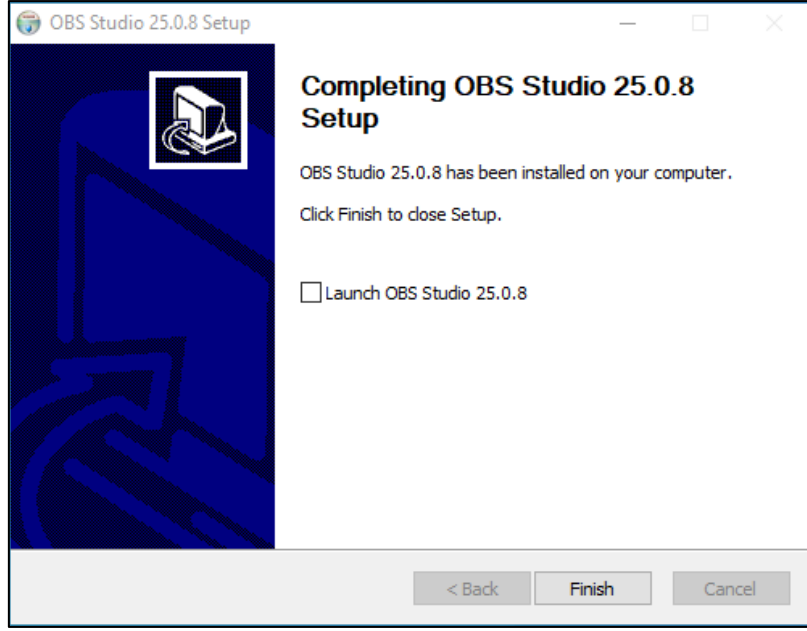 OBS Studio 25.0.8 Setup
Completing OBS Studio 25.0.8
Setup
OBS Studio 25.0.8 has been installed on your computer.
Click Finish to close Setup.
Launch OBS Studio 25.0.8
< Back
Finish
Cancel